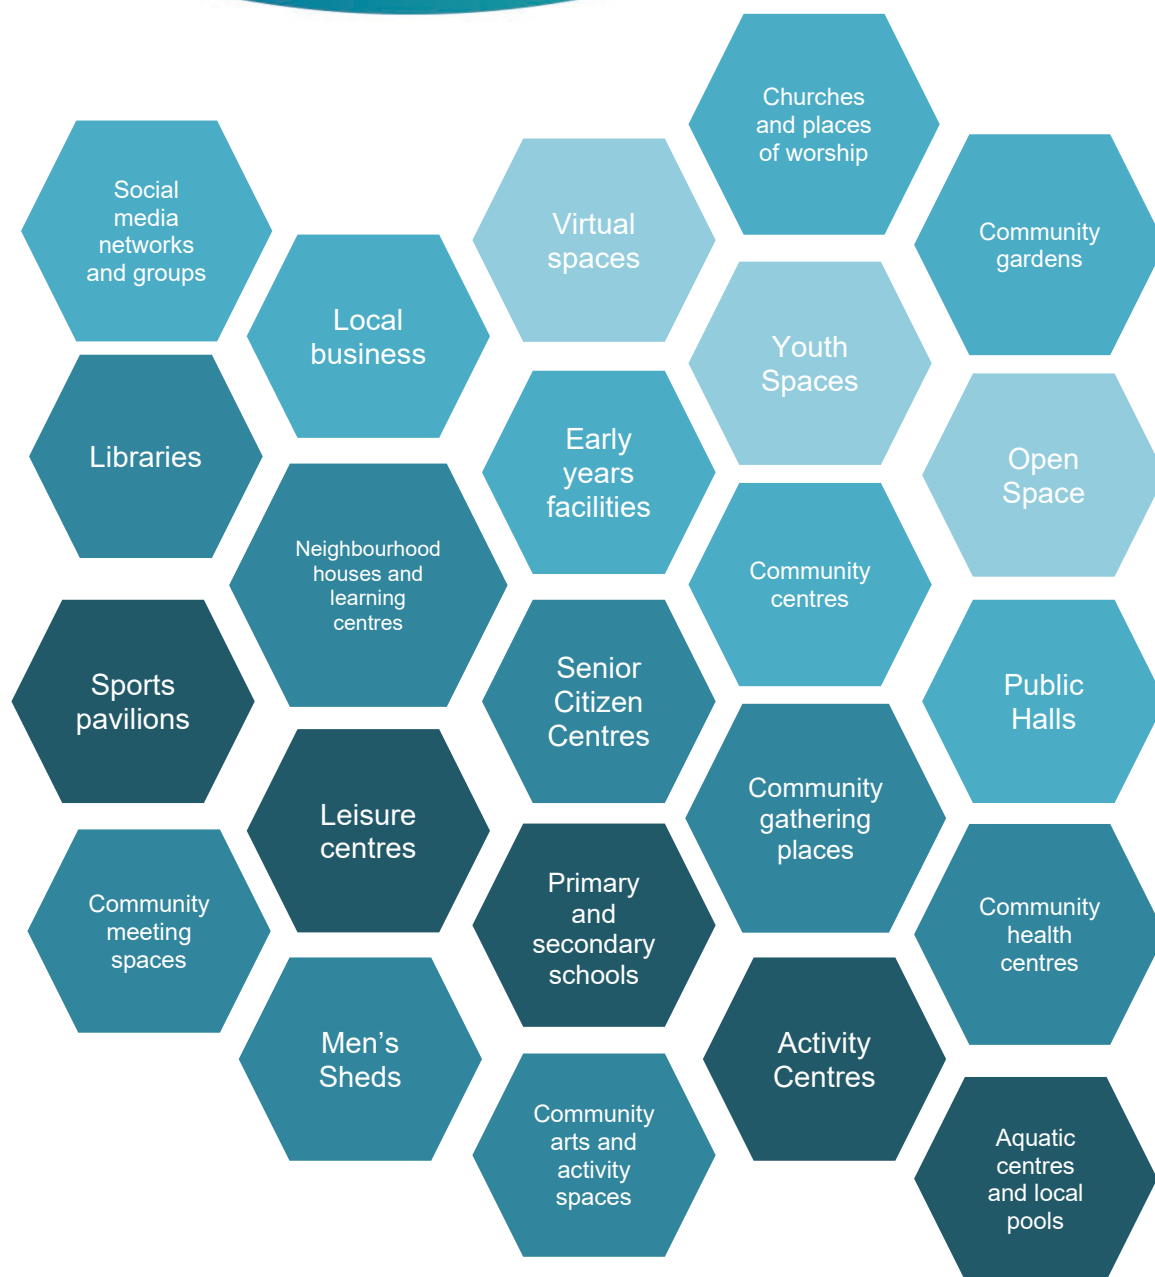 Churches
and places
of worship
Social
media
networks
and groups
Virtual
spaces
Community
gardens
Local
business
Youth
Spaces
Libraries
Early
years
facilities
Open
Space
Neighbourhood
houses and
learning
centres
Community
centres
Sports
pavilions
Senior
Citizen
Centres
Public
Halls
Leisure
centres
Community
gathering
places
Community
meeting
spaces
Primary
and
secondary
schools
Community
health
centres
Men’s
Sheds
Activity
Centres
Community
arts and
activity
spaces
Aquatic
centres
and local
pools